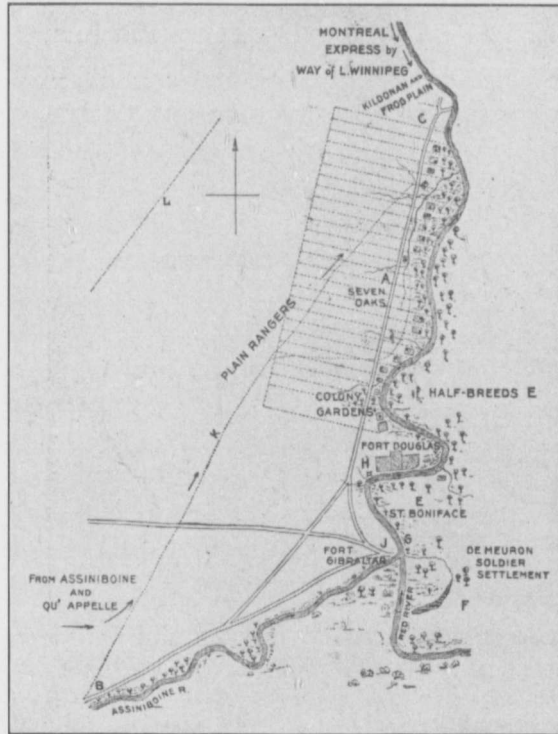 MONTREAL
EXPRESS by
WAY of L. WINNIPEG
KILDONAN AND
FROG PLAIN
C
L
A
SEVEN
OAKS
PLAIN RANGERS
COLONY
GARDENS
HALF-BREEDS E
K
FORT DOUGLAS
H
E
ST. BONIFACE
J
G
FORT
GIBRALTAR
DE MEURON
SOLDIER
SETTLEMENT
F
RED RIVER
FROM ASSINIBOINE
AND
QU' APPELLE
B
ASSINIBOINE R.